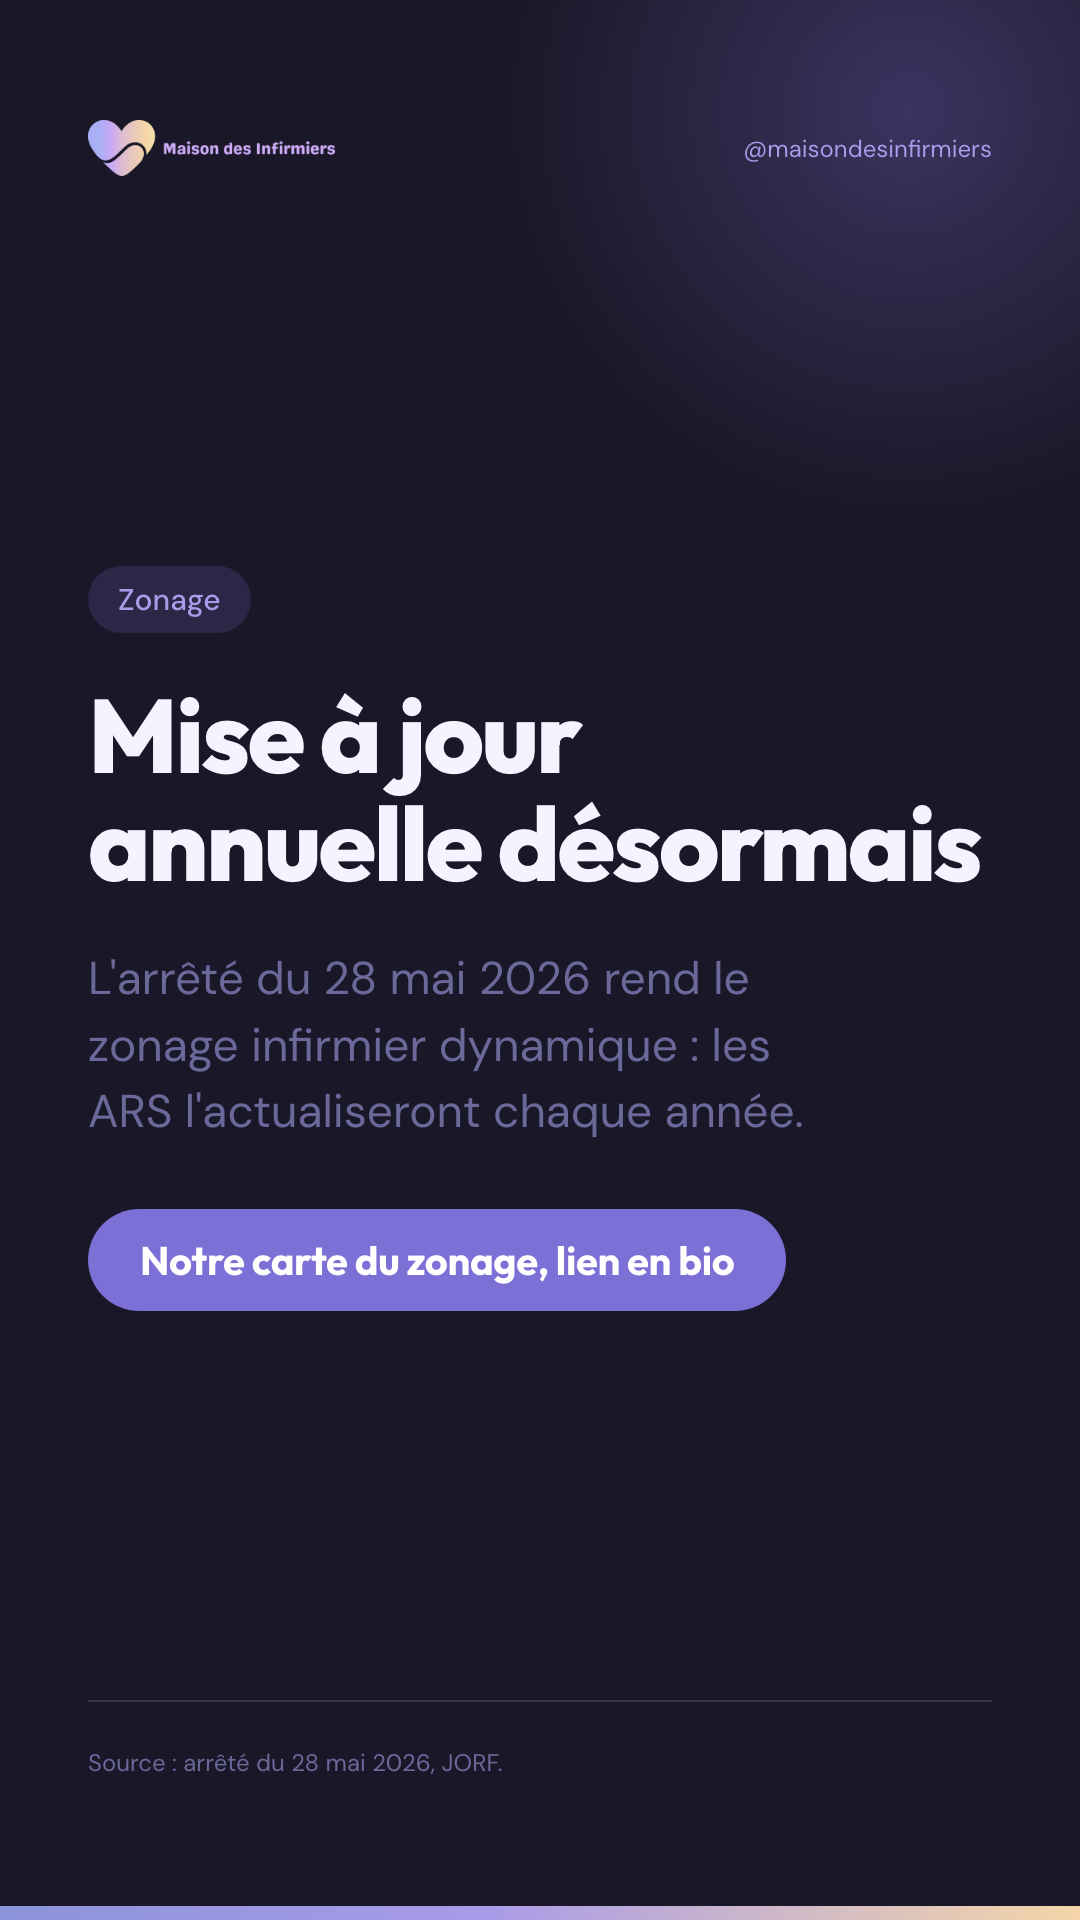 Maison des Infirmiers
@maisondesinfirmiers
Zonage
Mise à jour
annuelle désormais
L'arrêté du 28 mai 2026 rend le
zonage infirmier dynamique : les
ARS l'actualiseront chaque année.
Notre carte du zonage, lien en bio
Source : arrêté du 28 mai 2026, JORF.